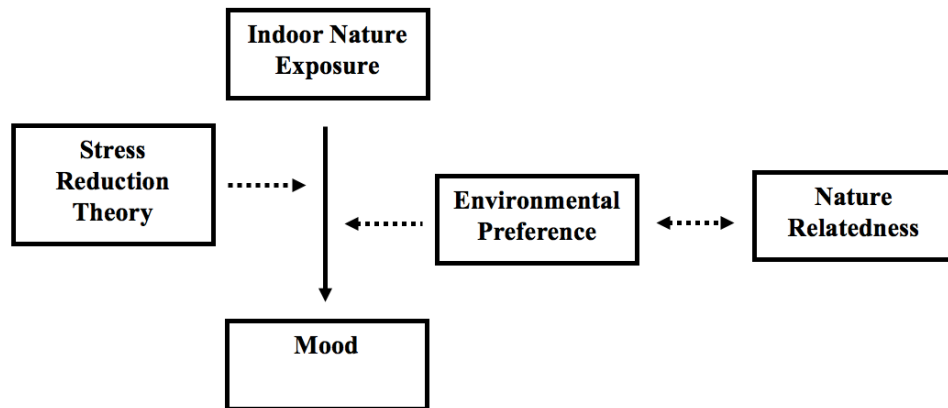 Indoor Nature
Exposure
Stress
Reduction
Theory
Environmental
Preference
Nature
Relatedness
Mood